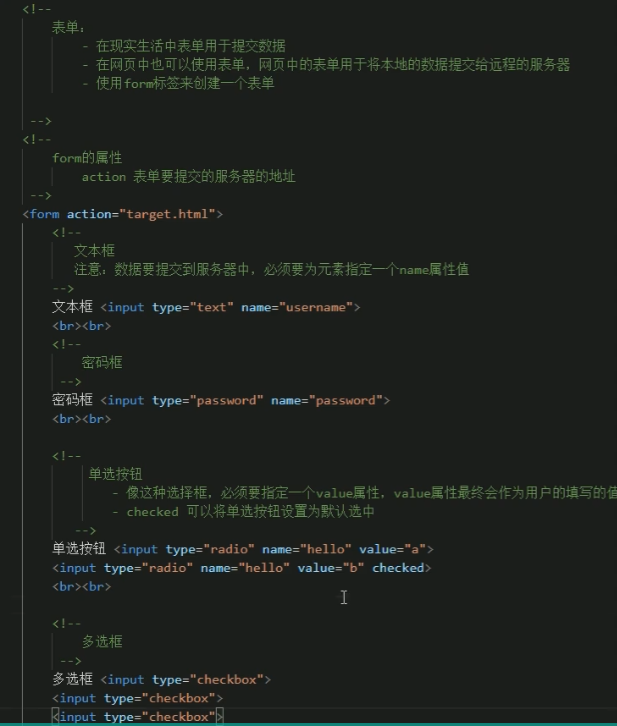 <!--
表单：
- 在现实生活中表单用于提交数据
- 在网页中也可以使用表单，网页中的表单用于将本地的数据提交给远程的服务器
- 使用form标签来创建一个表单
-->
<!--
form的属性
action 表单要提交的服务器的地址
-->
<form action="target.html">
<!--
文本框
注意：数据要提交到服务器中，必须要为元素指定一个name属性值
-->
文本框 <input type="text" name="username">
<br><br>
<!--
密码框
-->
密码框 <input type="password" name="password">
<br><br>
<!--
单选按钮
- 像这种选择框，必须要指定一个value属性，value属性最终会作为用户的填写的值
- checked 可以将单选按钮设置为默认选中
-->
单选按钮 <input type="radio" name="hello" value="a">
<input type="radio" name="hello" value="b" checked>
<br><br>
<!--
多选框
-->
多选框 <input type="checkbox">
<input type="checkbox">
<input type="checkbox">